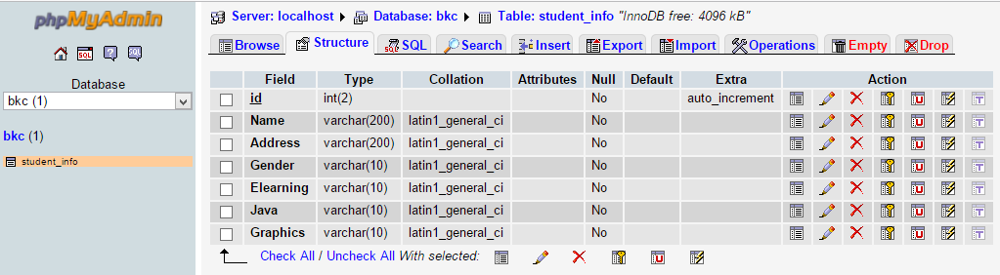 phpMyAdmin
Server: localhost Database: bkc Table: student_info "InnoDB free: 4096 kB"
Browse Structure SQL Search Insert Export Import Operations Empty Drop
SQL
Database
bkc (1)
bkc (1)
student_info
Field Type Collation Attributes Null Default Extra Action
id int(2) No auto_increment
Name varchar(200) latin1_general_ci No
Address varchar(200) latin1_general_ci No
Gender varchar(10) latin1_general_ci No
Elearning varchar(10) latin1_general_ci No
Java varchar(10) latin1_general_ci No
Graphics varchar(10) latin1_general_ci No
Check All / Uncheck All With selected: